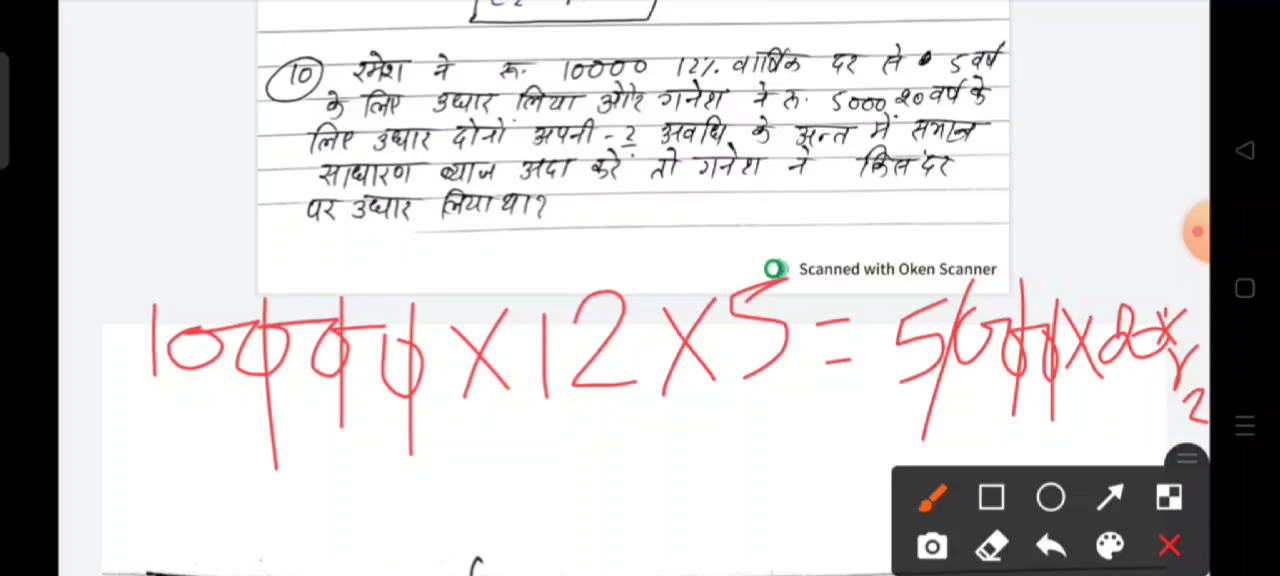 (10) रमेश ने रू. 10000 12% वार्षिक दर से 5 वर्ष
के लिए उधार लिया और गनेश ने रु. 5000 20 वर्ष के
लिए उधार दोनों अपनी-2 अवधि के अन्त में समान
साधारण ब्याज अदा करें तो गनेश ने किस दर
पर उधार लिया था?
Scanned with Oken Scanner
10000 × 12 × 5 = 5000 × 20 × r2